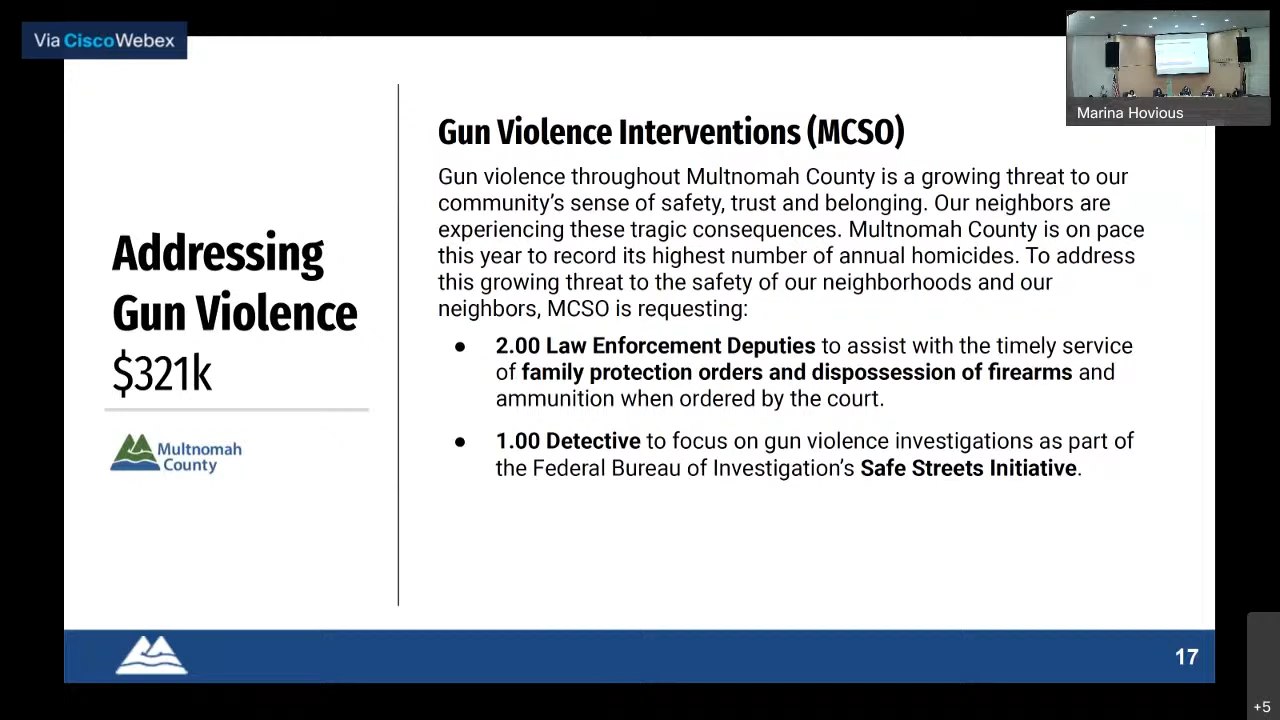 Via Cisco Webex
Marina Hovious
Addressing
Gun Violence
$321k
Multnomah
County
Gun Violence Interventions (MCSO)
Gun violence throughout Multnomah County is a growing threat to our
community’s sense of safety, trust and belonging. Our neighbors are
experiencing these tragic consequences. Multnomah County is on pace
this year to record its highest number of annual homicides. To address
this growing threat to the safety of our neighborhoods and our
neighbors, MCSO is requesting:
● 2.00 Law Enforcement Deputies to assist with the timely service
of family protection orders and dispossession of firearms and
ammunition when ordered by the court.
● 1.00 Detective to focus on gun violence investigations as part of
the Federal Bureau of Investigation’s Safe Streets Initiative.
17
+5